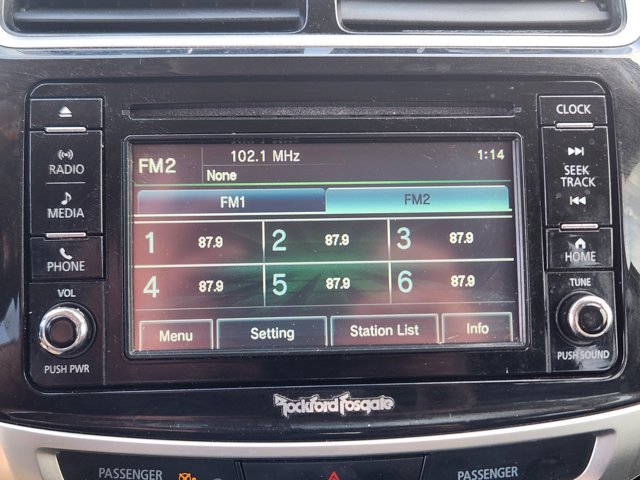 CLOCK
RADIO
MEDIA
PHONE
VOL
PUSH PWR
FM2
102.1 MHz
1:14
None
FM1
FM2
1 87.9
2 87.9
3 87.9
4 87.9
5 87.9
6 87.9
Menu
Setting
Station List
Info
SEEK
TRACK
HOME
TUNE
PUSH SOUND
Rockford Fosgate
PASSENGER
PASSENGER